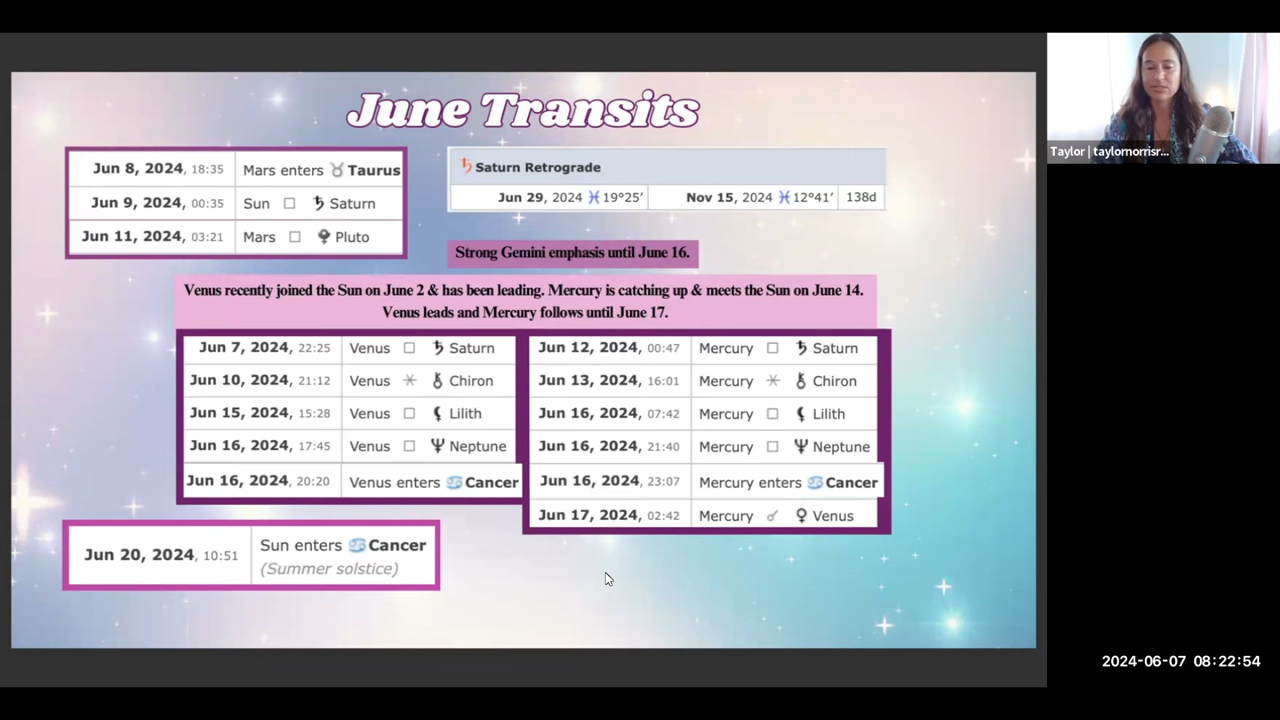 June Transits
Jun 8, 2024, 18:35 Mars enters ♉ Taurus
Jun 9, 2024, 00:35 Sun □ ♄ Saturn
Jun 11, 2024, 03:21 Mars □ Pluto
♄ Saturn Retrograde
Jun 29, 2024 ♓ 19°25′ Nov 15, 2024 ♓ 12°41′ 138d
Strong Gemini emphasis until June 16.
Venus recently joined the Sun on June 2 & has been leading. Mercury is catching up & meets the Sun on June 14.
Venus leads and Mercury follows until June 17.
Jun 7, 2024, 22:25 Venus □ ♄ Saturn
Jun 10, 2024, 21:12 Venus ⚹ ⚷ Chiron
Jun 15, 2024, 15:28 Venus □ ⚸ Lilith
Jun 16, 2024, 17:45 Venus □ ♆ Neptune
Jun 16, 2024, 20:20 Venus enters ♋ Cancer
Jun 12, 2024, 00:47 Mercury □ ♄ Saturn
Jun 13, 2024, 16:01 Mercury ⚹ ⚷ Chiron
Jun 16, 2024, 07:42 Mercury □ ⚸ Lilith
Jun 16, 2024, 21:40 Mercury □ ♆ Neptune
Jun 16, 2024, 23:07 Mercury enters ♋ Cancer
Jun 17, 2024, 02:42 Mercury ☌ ♀ Venus
Jun 20, 2024, 10:51 Sun enters ♋ Cancer
(Summer solstice)
Taylor | taylormorrisr...
2024-06-07 08:22:54